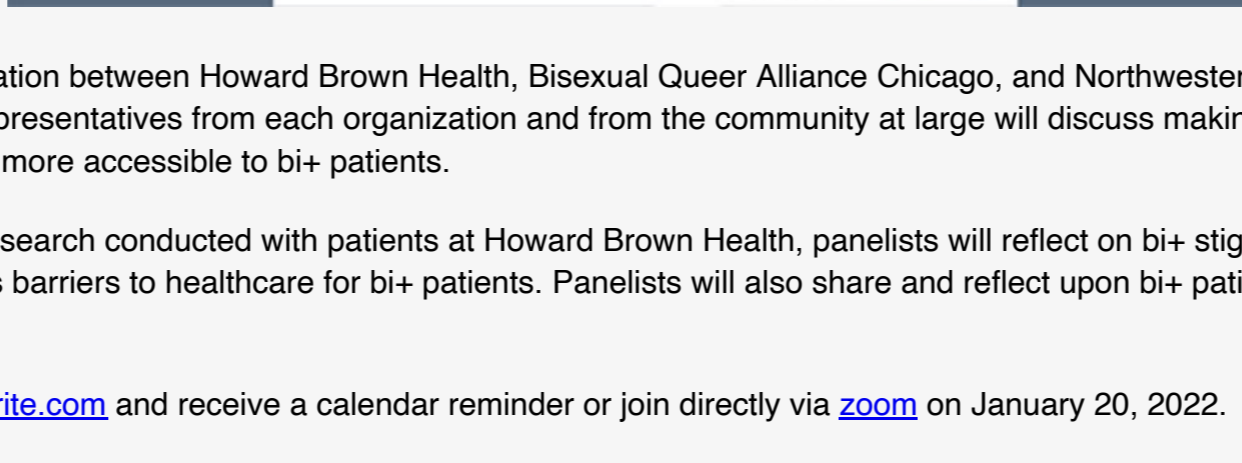 ation between Howard Brown Health, Bisexual Queer Alliance Chicago, and Northwester
presentatives from each organization and from the community at large will discuss makin
more accessible to bi+ patients.
search conducted with patients at Howard Brown Health, panelists will reflect on bi+ stig
s barriers to healthcare for bi+ patients. Panelists will also share and reflect upon bi+ pati
rite.com and receive a calendar reminder or join directly via zoom on January 20, 2022.